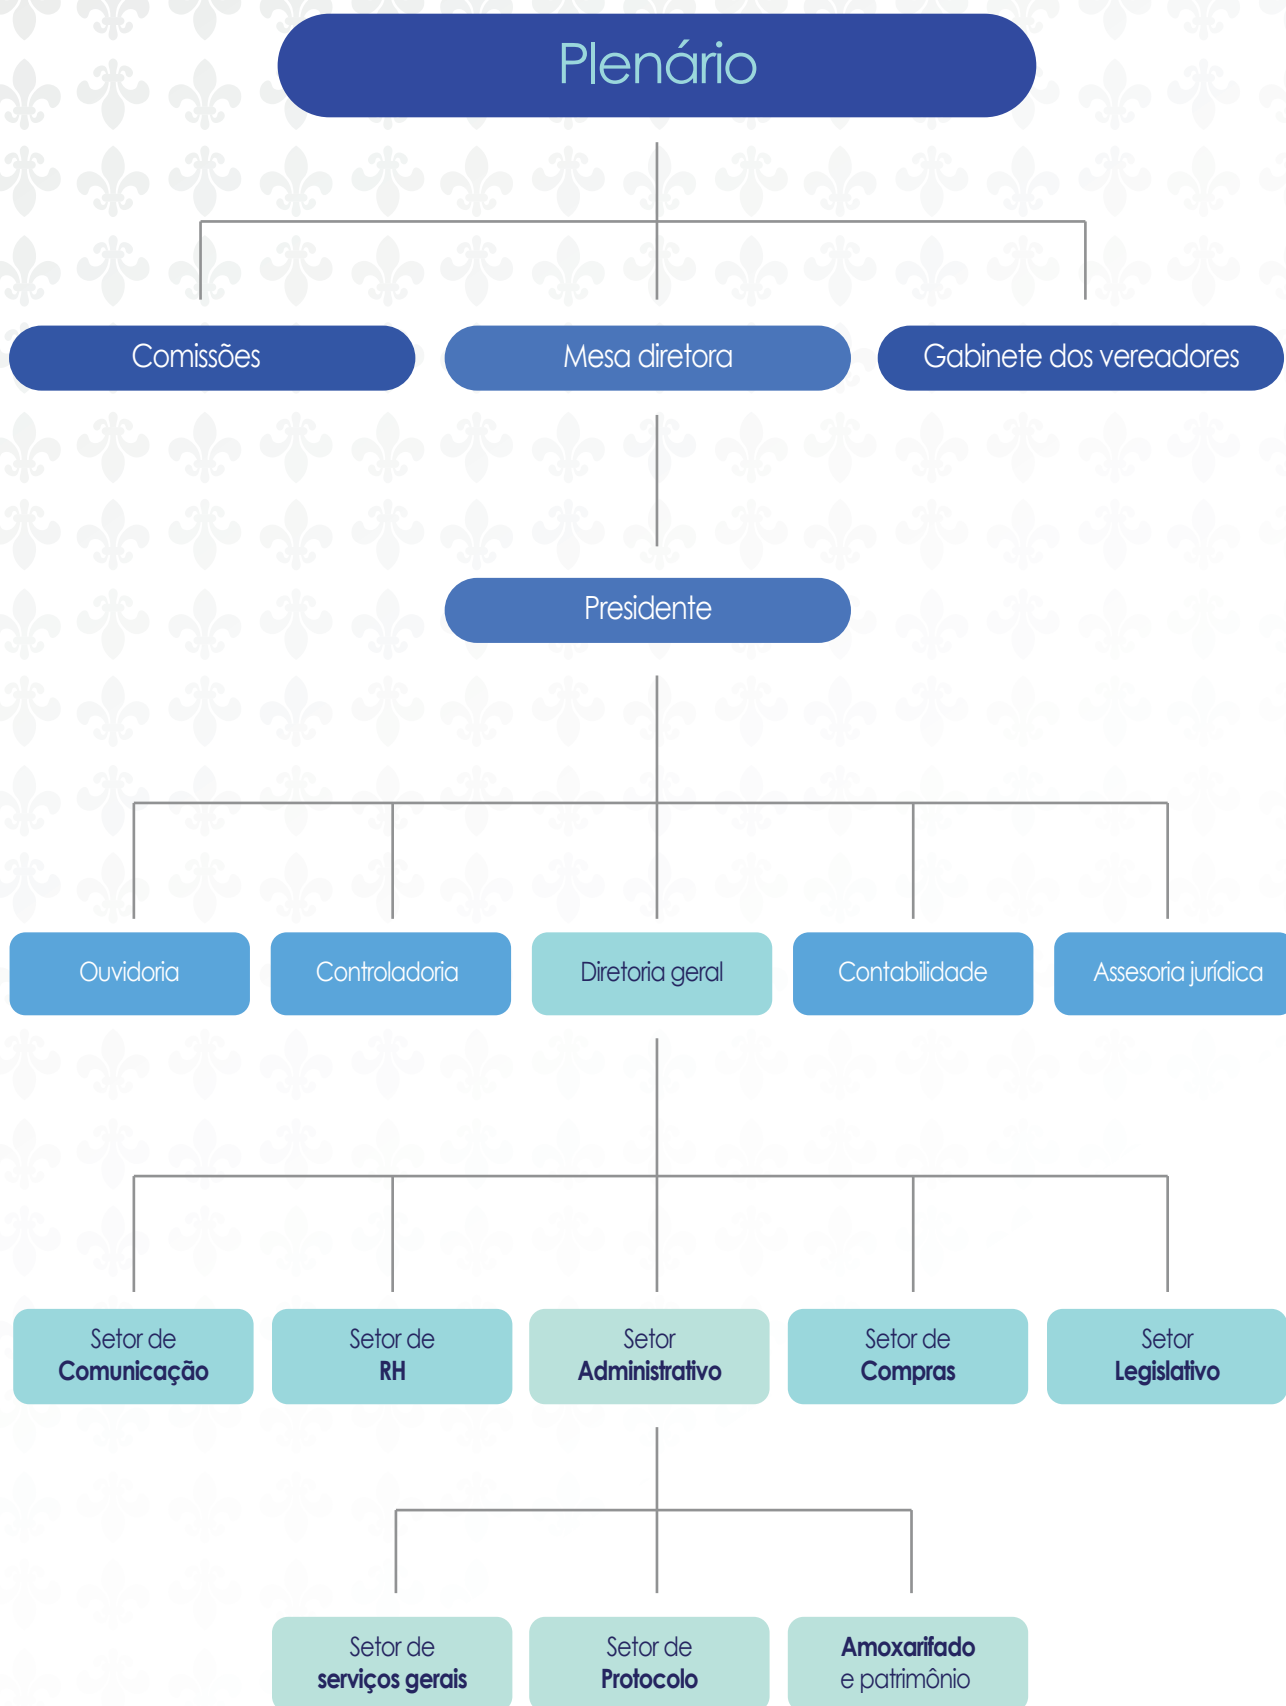 Plenário
Comissões
Mesa diretora
Gabinete dos vereadores
Presidente
Ouvidoria
Controladoria
Diretoria geral
Contabilidade
Assesoria jurídica
Setor de
Comunicação
Setor de
RH
Setor
Administrativo
Setor de
Compras
Setor
Legislativo
Setor de
serviços gerais
Setor de
Protocolo
Amoxarifado
e patrimônio